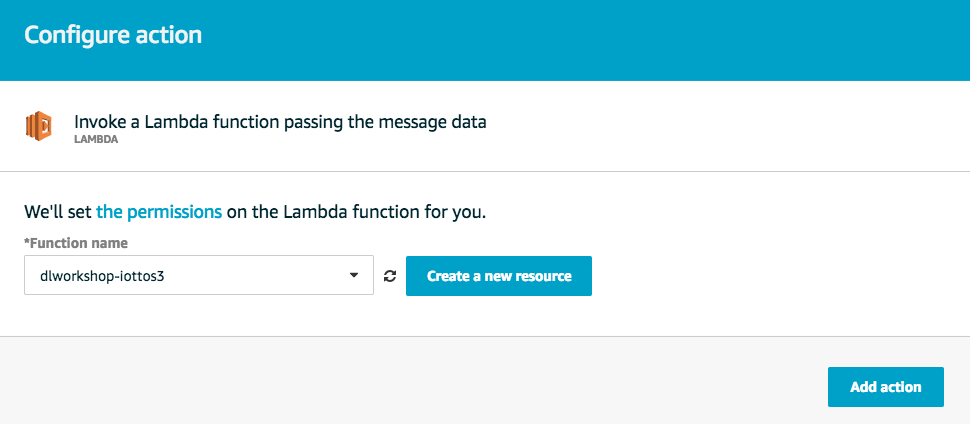 Configure action
Invoke a Lambda function passing the message data
LAMBDA
We'll set the permissions on the Lambda function for you.
*Function name
dlworkshop-iottos3
Create a new resource
Add action